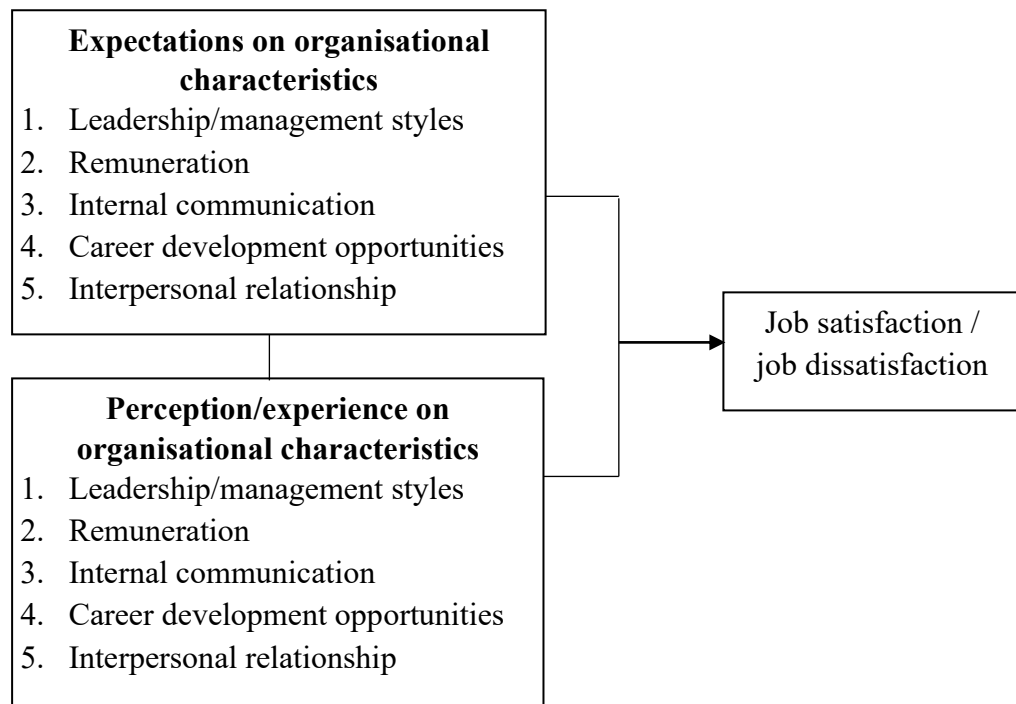 Expectations on organisational
characteristics
1. Leadership/management styles
2. Remuneration
3. Internal communication
4. Career development opportunities
5. Interpersonal relationship
Job satisfaction /
job dissatisfaction
Perception/experience on
organisational characteristics
1. Leadership/management styles
2. Remuneration
3. Internal communication
4. Career development opportunities
5. Interpersonal relationship